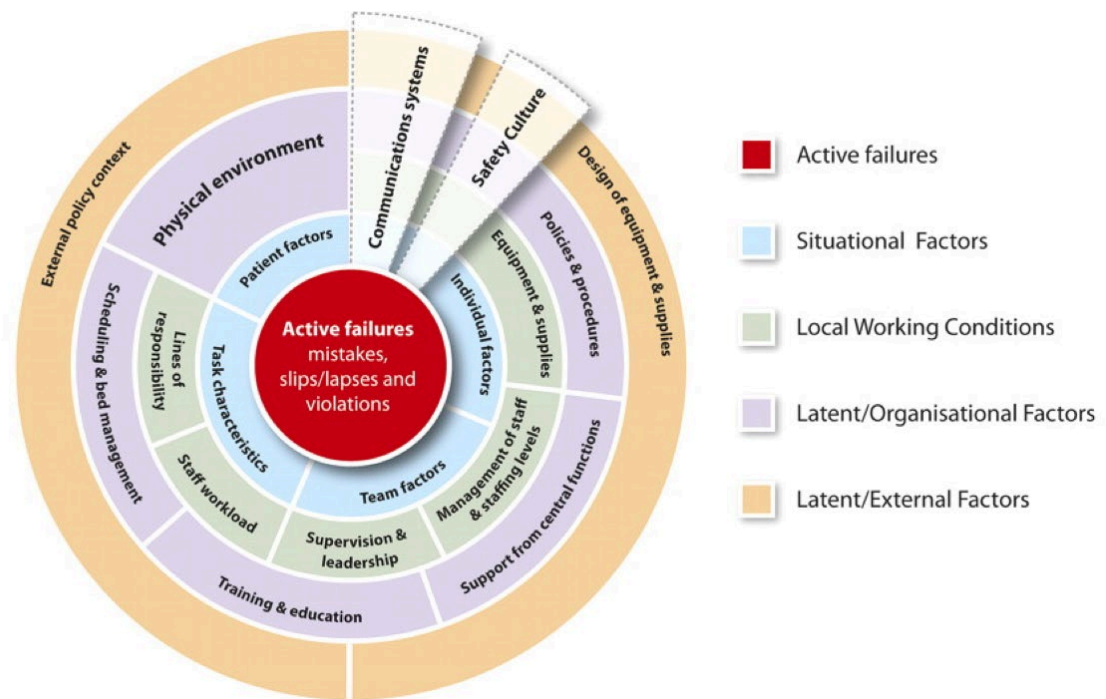 Communications systems
Safety Culture
External policy context
Design of equipment & supplies
Physical environment
Policies & procedures
Scheduling & bed management
Training & education
Support from central functions
Lines of
responsibility
Equipment & supplies
Staff workload
Supervision &
leadership
Management of staff
& staffing levels
Patient factors
Individual factors
Task characteristics
Team factors
Active failures
mistakes,
slips/lapses and
violations
Active failures
Situational Factors
Local Working Conditions
Latent/Organisational Factors
Latent/External Factors